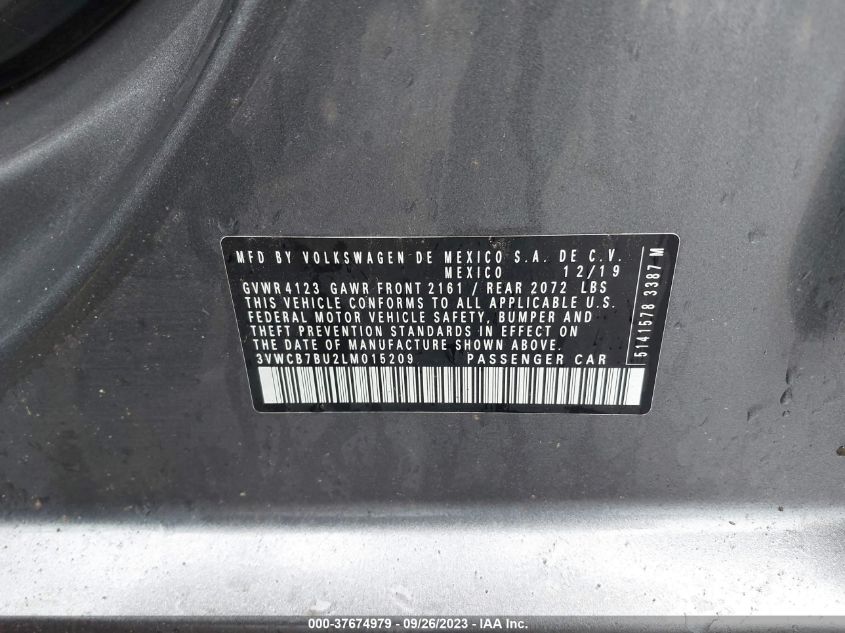 MFD BY VOLKSWAGEN DE MEXICO S.A. DE C.V.
MEXICO 12/19
GVWR 4123 GAWR FRONT 2161 / REAR 2072 LBS
THIS VEHICLE CONFORMS TO ALL APPLICABLE U.S.
FEDERAL MOTOR VEHICLE SAFETY, BUMPER AND
THEFT PREVENTION STANDARDS IN EFFECT ON
THE DATE OF MANUFACTURE SHOWN ABOVE.
3VWCB7BU2LM015209 PASSENGER CAR
5141578 3387 M
000-37674979 - 09/26/2023 - IAA Inc.